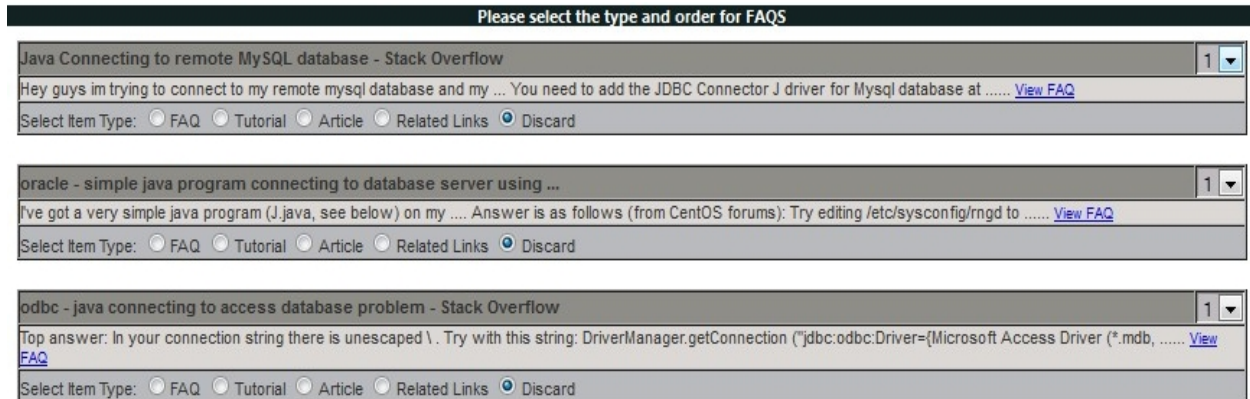 Please select the type and order for FAQS
Java Connecting to remote MySQL database - Stack Overflow 1
Hey guys im trying to connect to my remote mysql database and my ... You need to add the JDBC Connector J driver for Mysql database at ...... View FAQ
Select Item Type: FAQ Tutorial Article Related Links Discard
oracle - simple java program connecting to database server using ... 1
I've got a very simple java program (J.java, see below) on my .... Answer is as follows (from CentOS forums): Try editing /etc/sysconfig/rngd to ...... View FAQ
Select Item Type: FAQ Tutorial Article Related Links Discard
odbc - java connecting to access database problem - Stack Overflow 1
Top answer: In your connection string there is unescaped \ . Try with this string: DriverManager.getConnection ("jdbc:odbc:Driver={Microsoft Access Driver (*.mdb, ...... View
FAQ
Select Item Type: FAQ Tutorial Article Related Links Discard